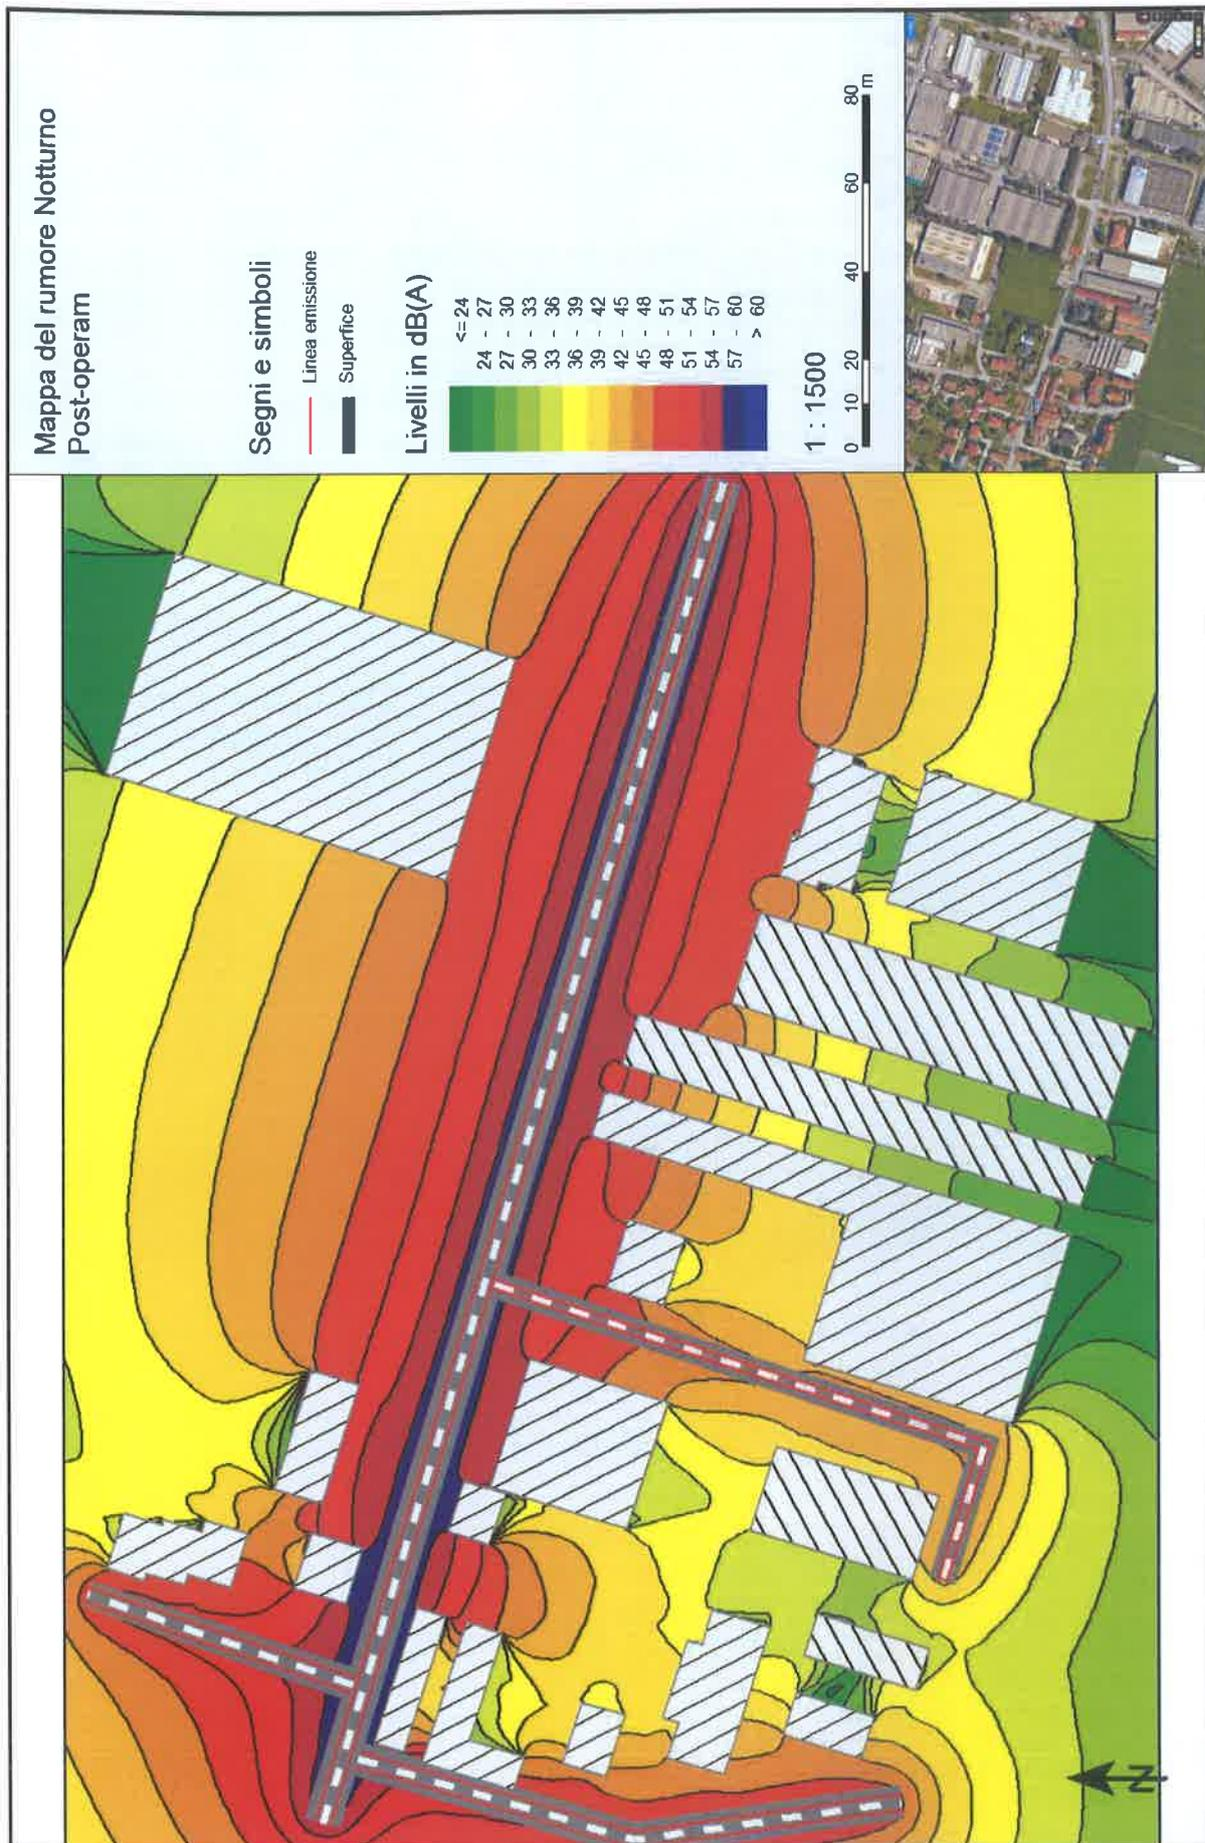 Mappa del rumore Notturno
Post-operam
Segni e simboli
Linea emissione
Superfice
Livelli in dB(A)
<= 24
24 - 27
27 - 30
30 - 33
33 - 36
36 - 39
39 - 42
42 - 45
45 - 48
48 - 51
51 - 54
54 - 57
57 - 60
> 60
1 : 1500
0 10 20 40 60 80
m
N